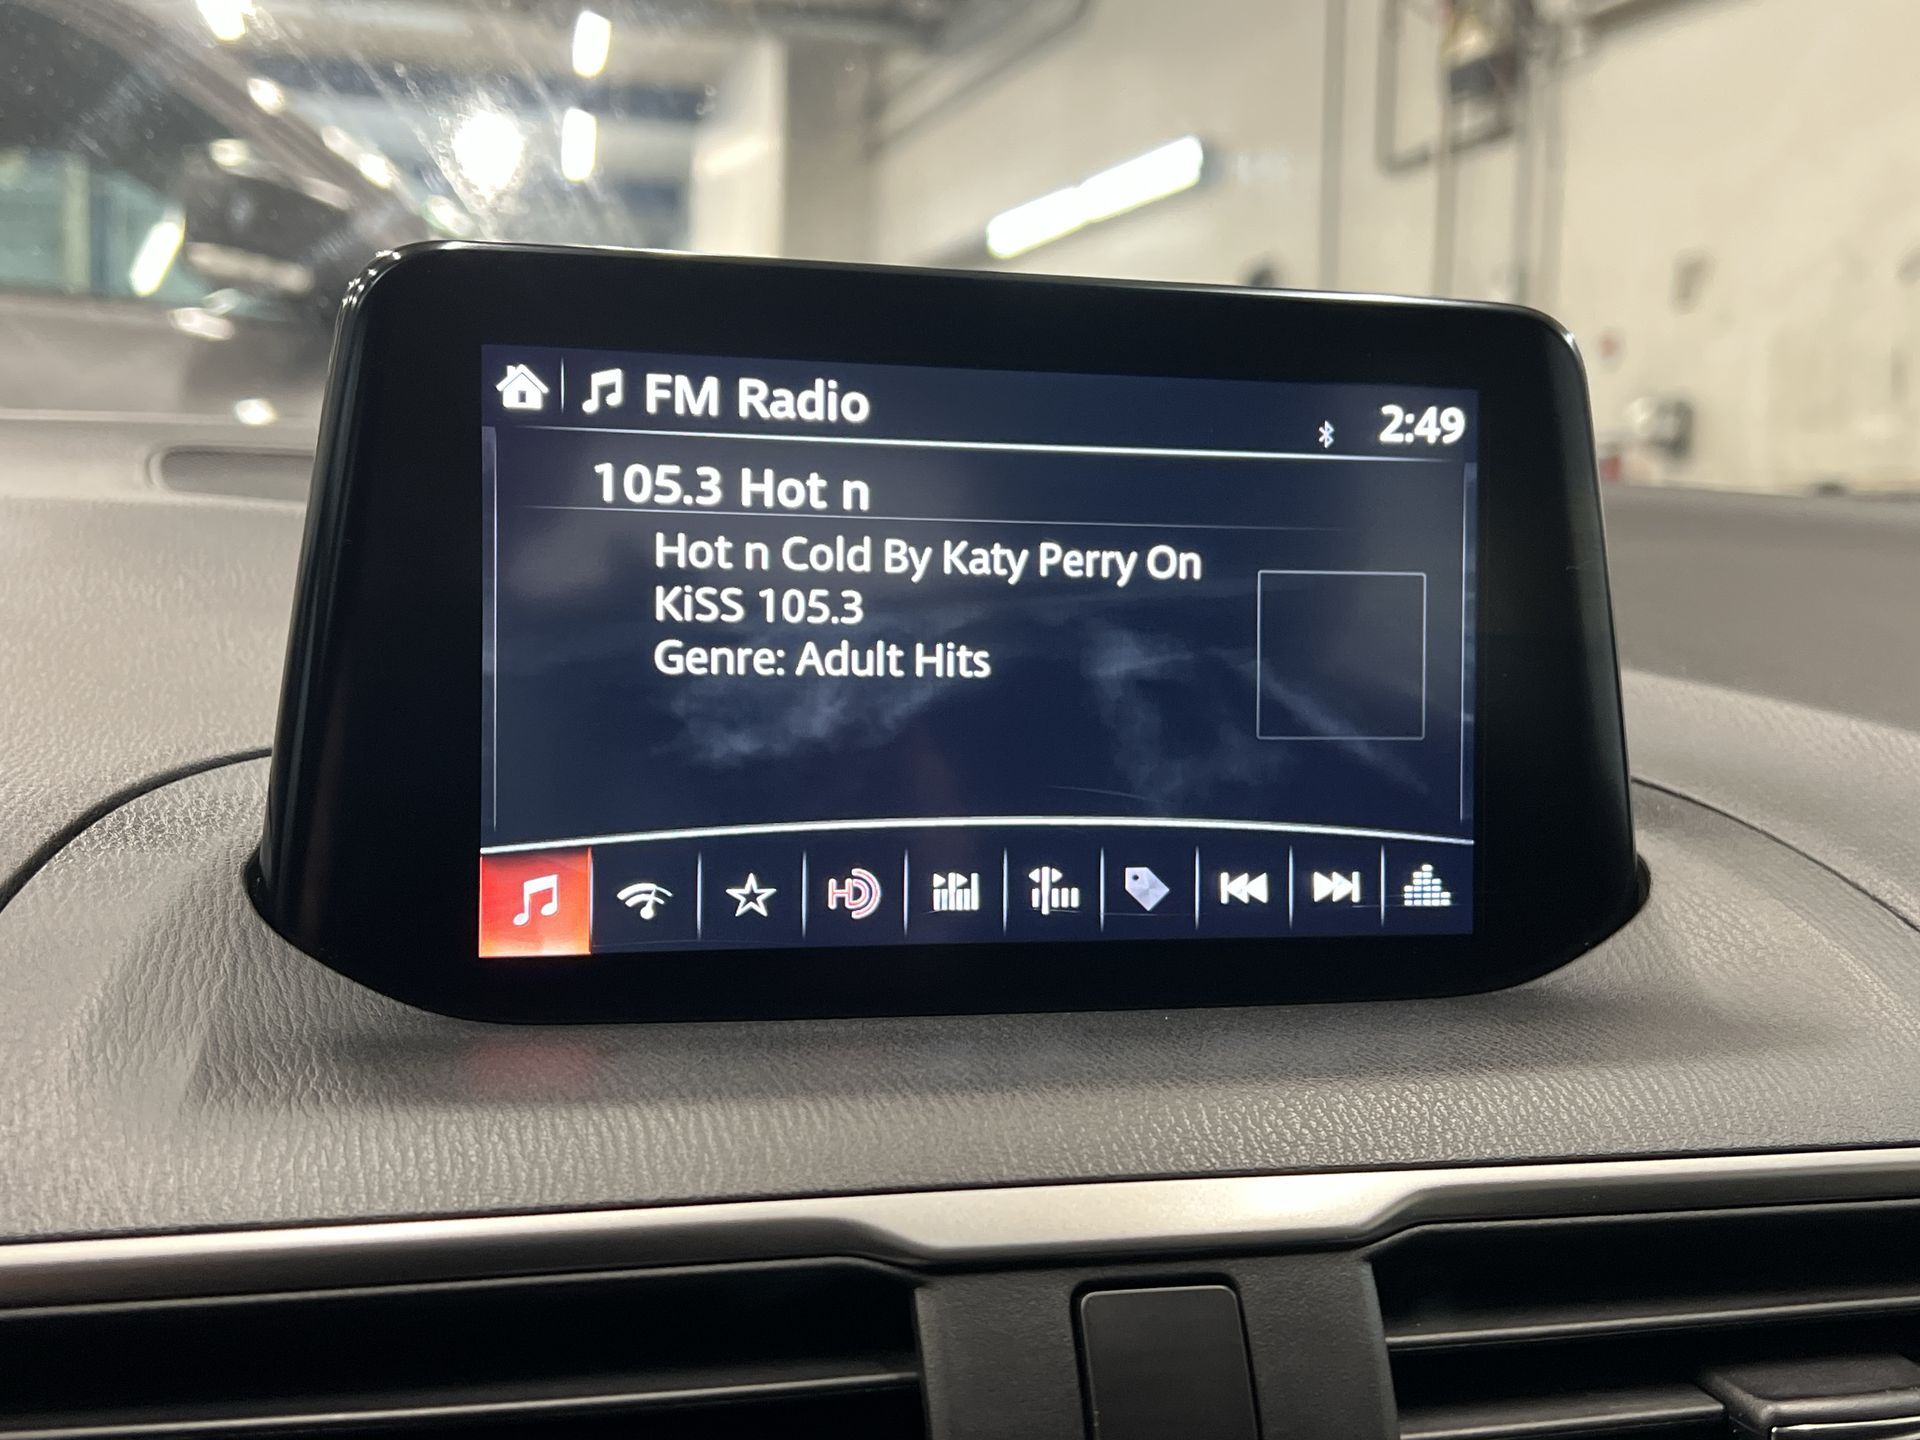 FM Radio
2:49
105.3 Hot n
Hot n Cold By Katy Perry On
KiSS 105.3
Genre: Adult Hits
HD